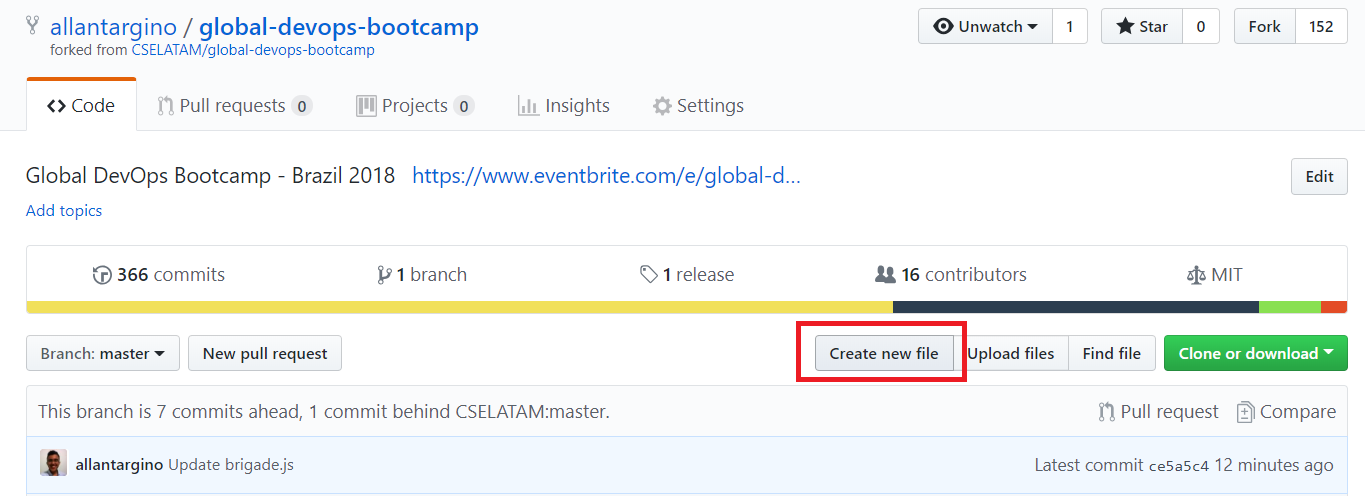 allantargino / global-devops-bootcamp
Unwatch 1 Star 0 Fork 152
forked from CSELATAM/global-devops-bootcamp
Code Pull requests 0 Projects 0 Insights Settings
Global DevOps Bootcamp - Brazil 2018 https://www.eventbrite.com/e/global-d...
Edit
Add topics
366 commits 1 branch 1 release 16 contributors MIT
Branch: master New pull request Create new file Upload files Find file Clone or download
This branch is 7 commits ahead, 1 commit behind CSELATAM:master. Pull request Compare
allantargino Update brigade.js Latest commit ce5a5c4 12 minutes ago